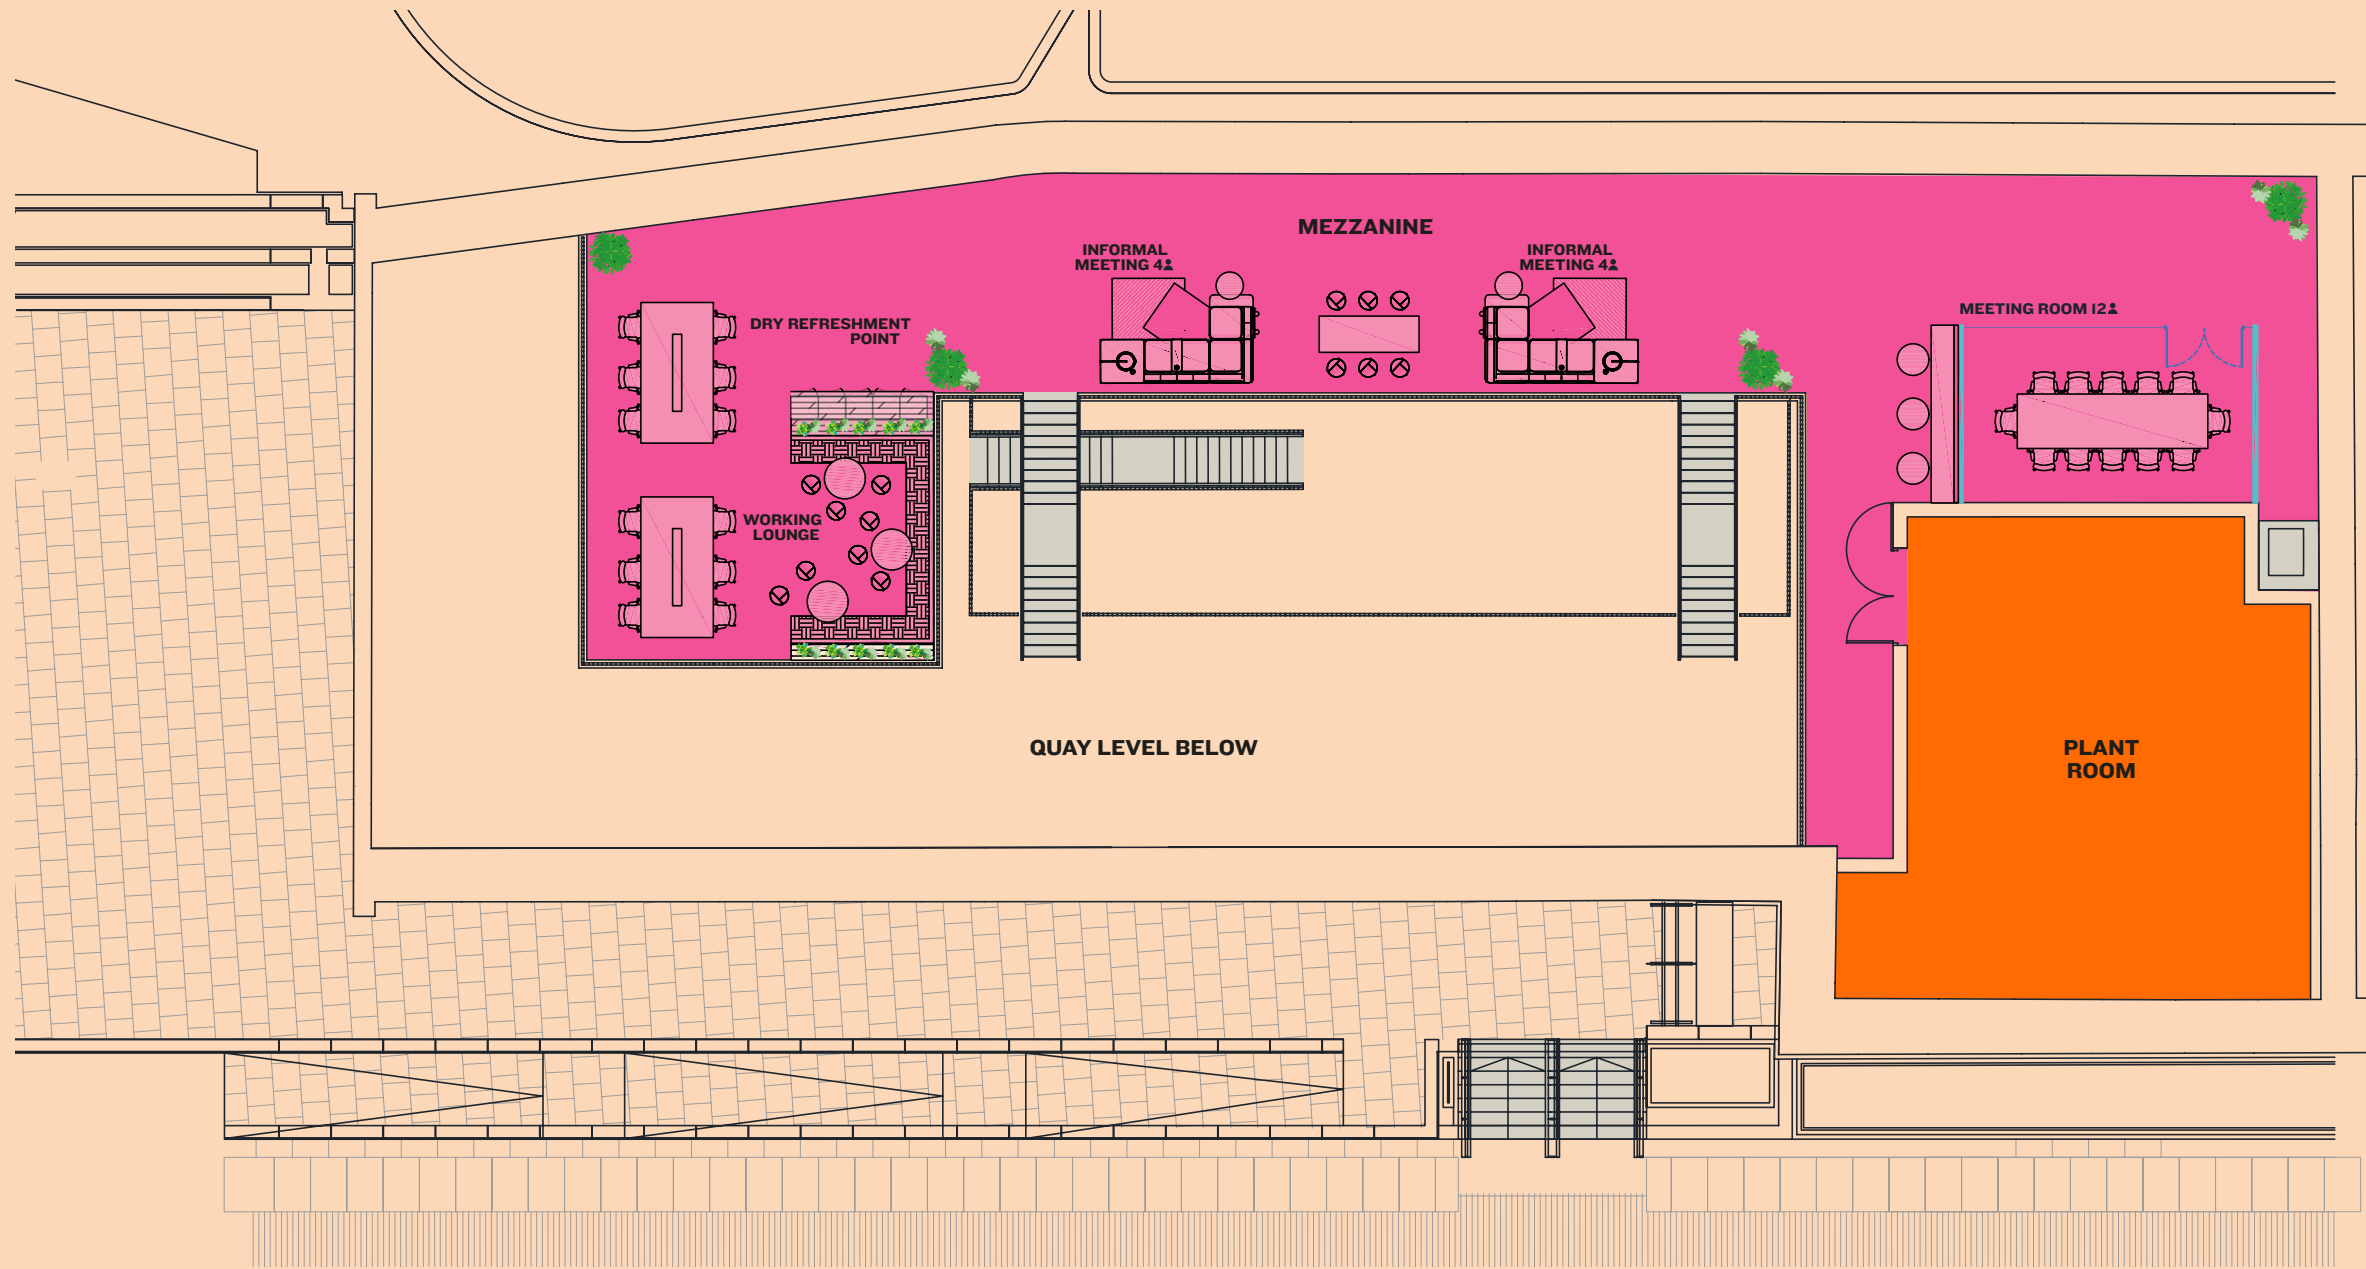 MEZZANINE
INFORMAL
MEETING 4
INFORMAL
MEETING 4
MEETING ROOM 12
DRY REFRESHMENT
POINT
WORKING
LOUNGE
QUAY LEVEL BELOW
PLANT
ROOM